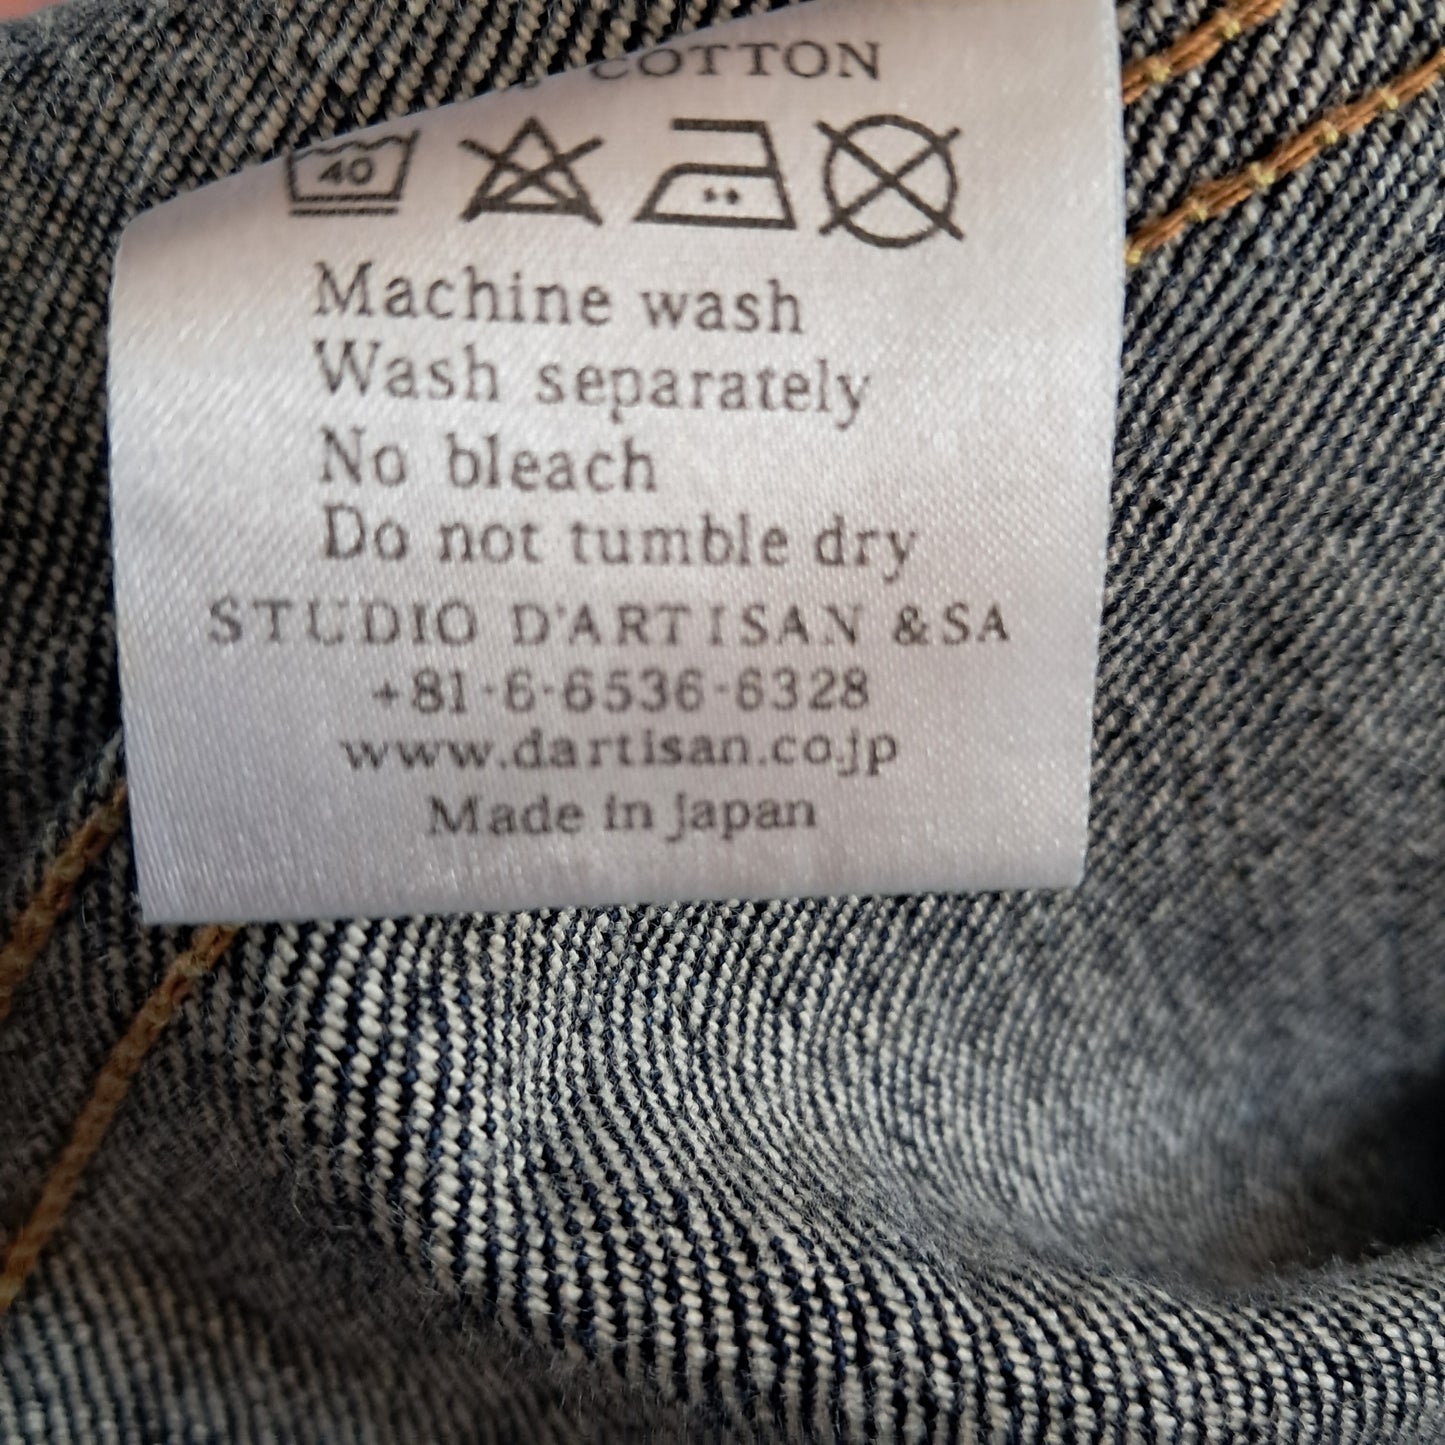 COTTON
40
Machine wash
Wash separately
No bleach
Do not tumble dry
STUDIO D'ARTISAN &SA
+81-6-6536-6328
www.dartisan.co.jp
Made in Japan